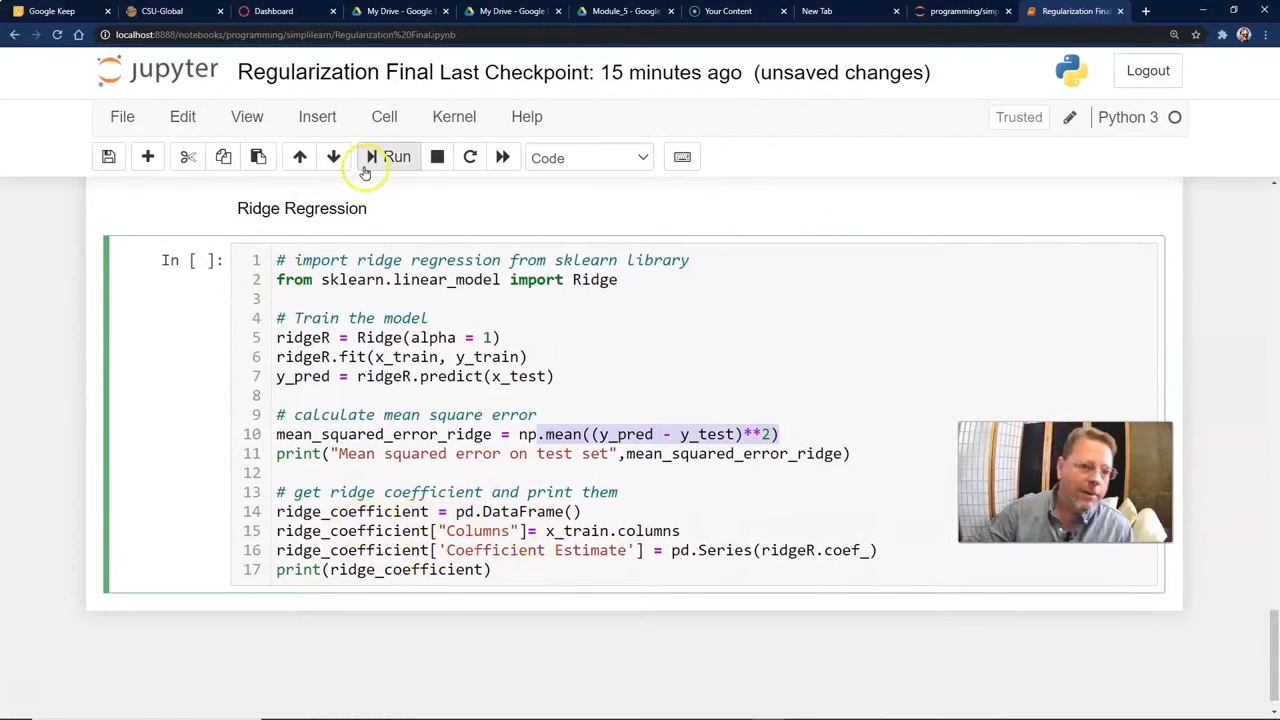 Google Keep
CSU-Global
Dashboard
My Drive - Google
My Drive - Google
Module_5 - Google
Your Content
New Tab
programming/simp
Regularization Final
localhost:8888/notebooks/programming/simplilearn/Regularization%20Final.ipynb
jupyter Regularization Final Last Checkpoint: 15 minutes ago (unsaved changes) Logout
File Edit View Insert Cell Kernel Help Trusted Python 3
Run Code
Ridge Regression
In [ ]:
1 # import ridge regression from sklearn library
2 from sklearn.linear_model import Ridge
3
4 # Train the model
5 ridgeR = Ridge(alpha = 1)
6 ridgeR.fit(x_train, y_train)
7 y_pred = ridgeR.predict(x_test)
8
9 # calculate mean square error
10 mean_squared_error_ridge = np.mean((y_pred - y_test)**2)
11 print("Mean squared error on test set",mean_squared_error_ridge)
12
13 # get ridge coefficient and print them
14 ridge_coefficient = pd.DataFrame()
15 ridge_coefficient["Columns"]= x_train.columns
16 ridge_coefficient['Coefficient Estimate'] = pd.Series(ridgeR.coef_)
17 print(ridge_coefficient)